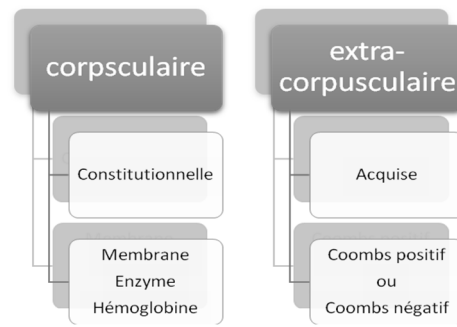 corpsculaire
Constitutionnelle
Membrane
Enzyme
Hémoglobine
extra-
corpusculaire
Acquise
Coombs positif
ou
Coombs négatif